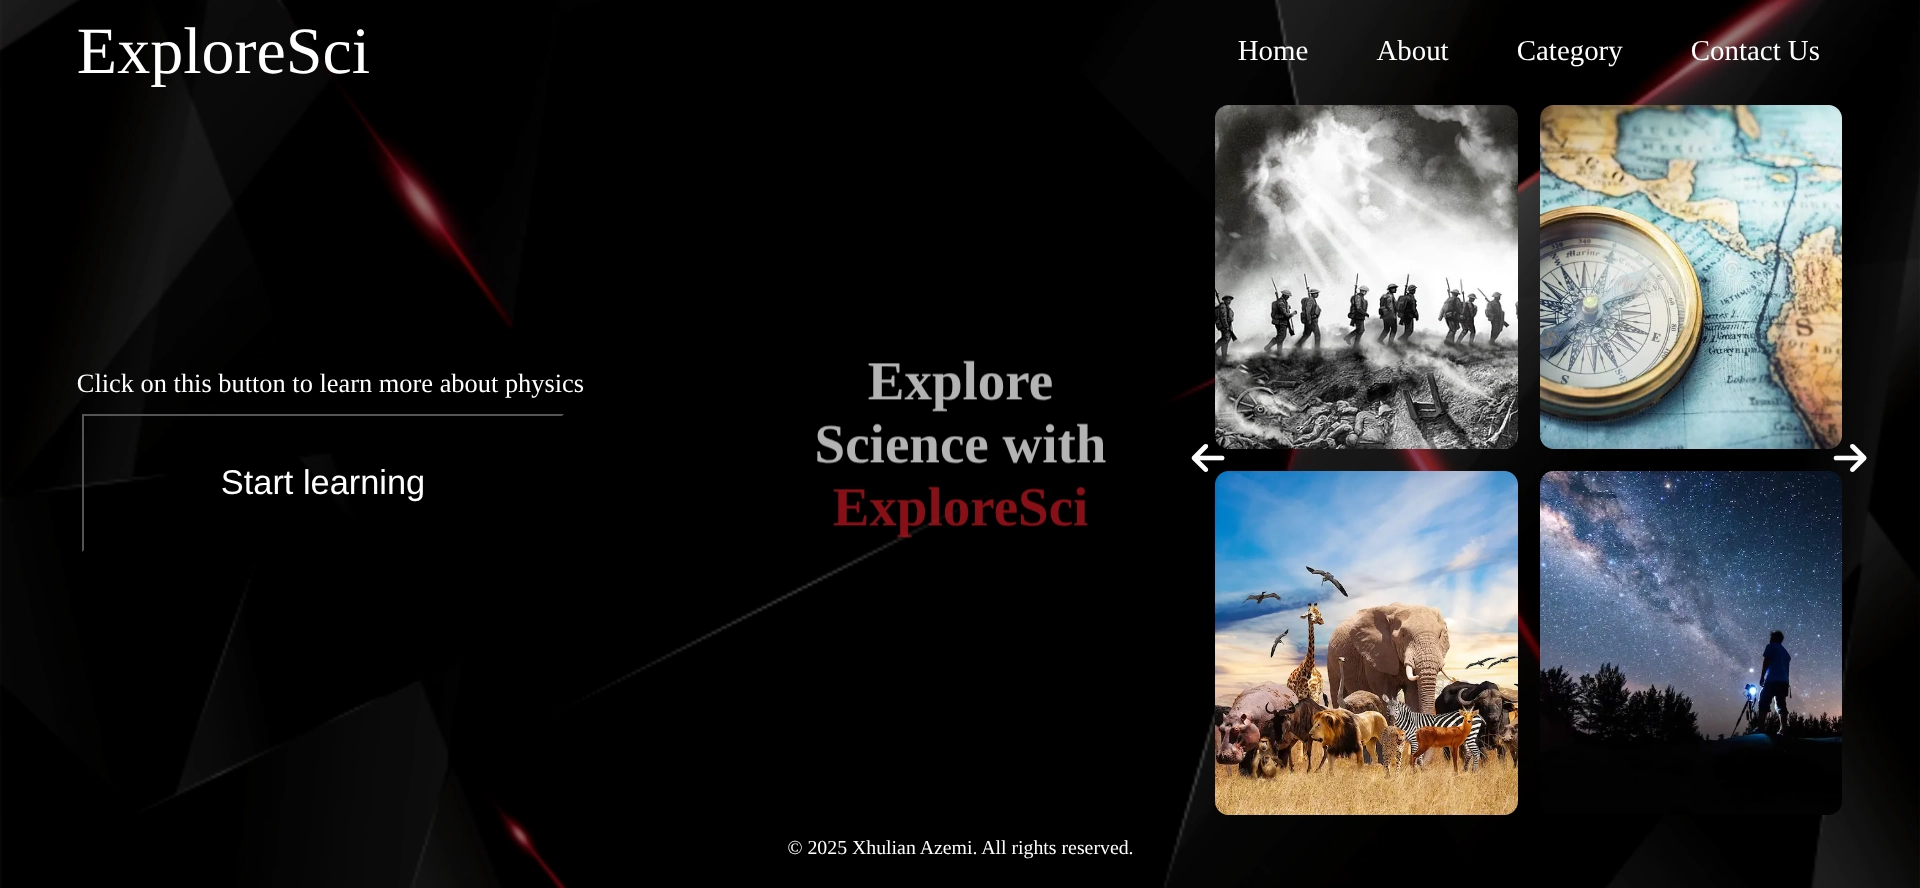 ExploreSci
Home
About
Category
Contact Us
Click on this button to learn more about physics
Start learning
Explore
Science with
ExploreSci
Marine
E
S
© 2025 Xhulian Azemi. All rights reserved.